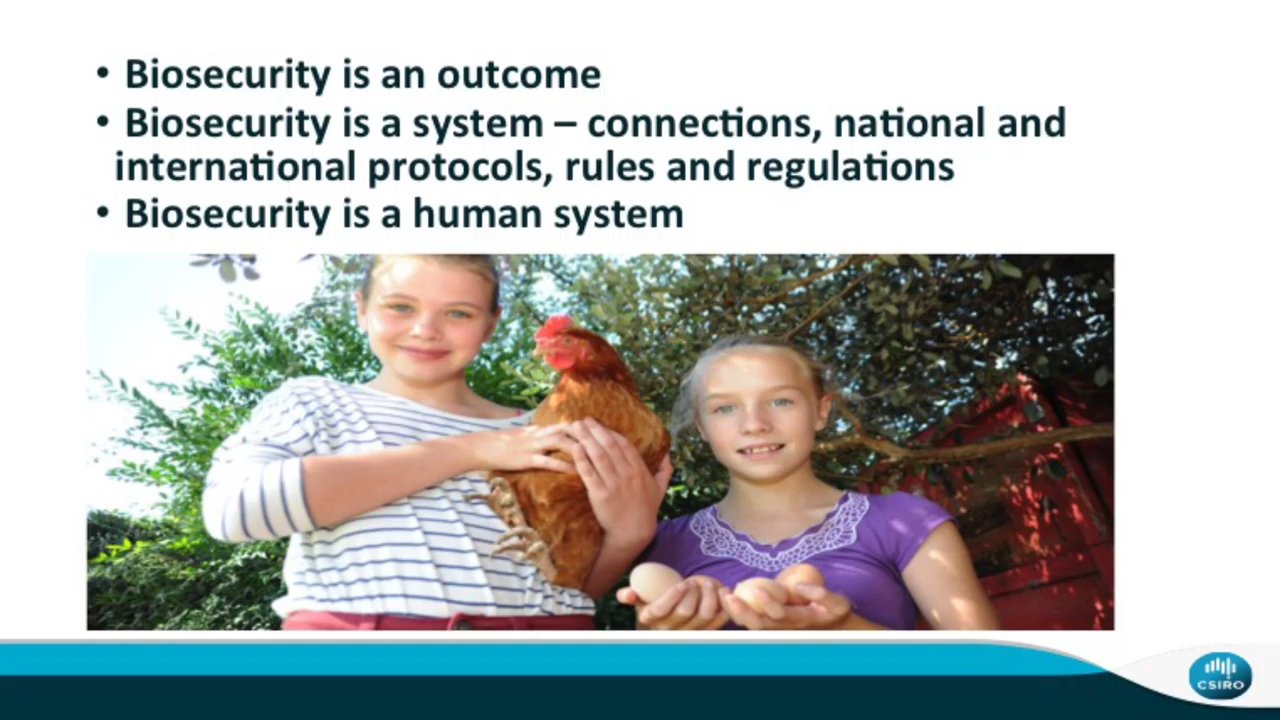 • Biosecurity is an outcome
• Biosecurity is a system – connections, national and
international protocols, rules and regulations
• Biosecurity is a human system
CSIRO